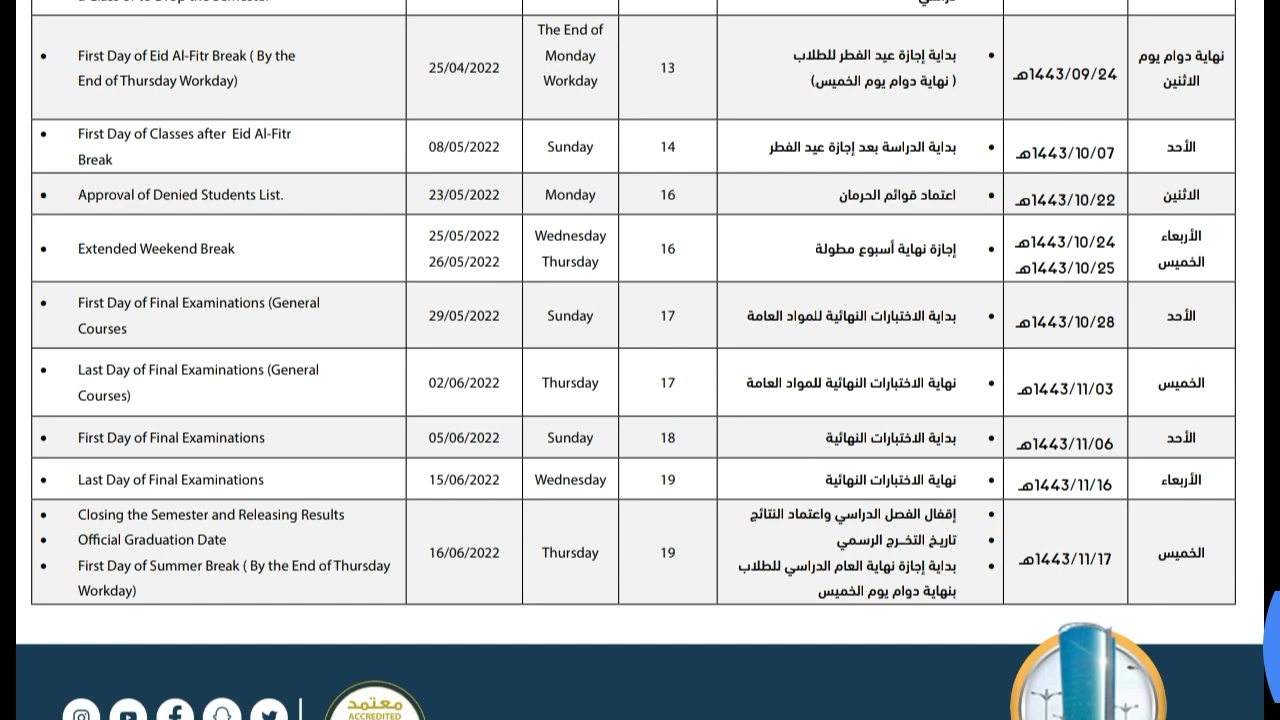 • First Day of Eid Al-Fitr Break ( By the
End of Thursday Workday)
25/04/2022
The End of
Monday
Workday
13
• بداية إجازة عيد الفطر للطلاب
( نهاية دوام يوم الخميس)
1443/09/24هـ
نهاية دوام يوم
الاثنين
• First Day of Classes after Eid Al-Fitr
Break
08/05/2022
Sunday
14
• بداية الدراسة بعد إجازة عيد الفطر
1443/10/07هـ
الأحد
• Approval of Denied Students List.
23/05/2022
Monday
16
• اعتماد قوائم الحرمان
1443/10/22هـ
الاثنين
• Extended Weekend Break
25/05/2022
26/05/2022
Wednesday
Thursday
16
• إجازة نهاية أسبوع مطولة
1443/10/24هـ
1443/10/25هـ
الأربعاء
الخميس
• First Day of Final Examinations (General
Courses
29/05/2022
Sunday
17
• بداية الاختبارات النهائية للمواد العامة
1443/10/28هـ
الأحد
• Last Day of Final Examinations (General
Courses)
02/06/2022
Thursday
17
• نهاية الاختبارات النهائية للمواد العامة
1443/11/03هـ
الخميس
• First Day of Final Examinations
05/06/2022
Sunday
18
• بداية الاختبارات النهائية
1443/11/06هـ
الأحد
• Last Day of Final Examinations
15/06/2022
Wednesday
19
• نهاية الاختبارات النهائية
1443/11/16هـ
الأربعاء
• Closing the Semester and Releasing Results
• Official Graduation Date
• First Day of Summer Break ( By the End of Thursday
Workday)
16/06/2022
Thursday
19
• إقفال الفصل الدراسي واعتماد النتائج
• تاريخ التخـرج الرسمي
• بداية إجازة نهاية العام الدراسي للطلاب
بنهاية دوام يوم الخميس
1443/11/17هـ
الخميس
معتمد
ACCREDITED